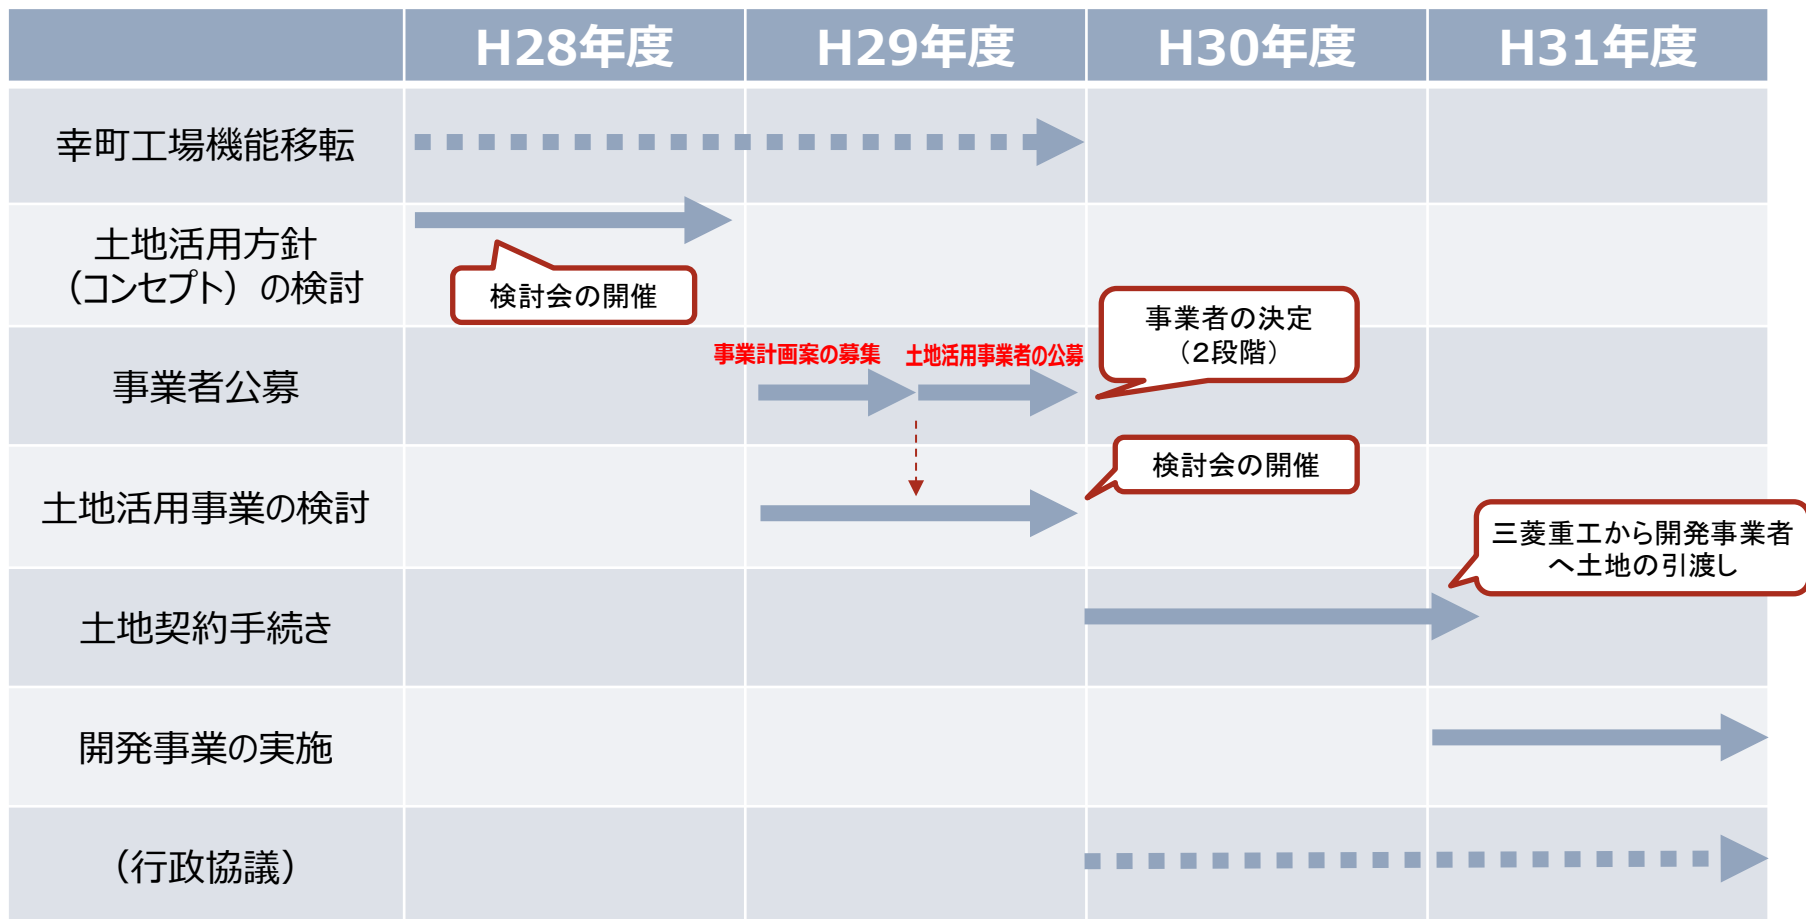 H28年度
H29年度
H30年度
H31年度
幸町工場機能移転
土地活用方針
（コンセプト）の検討
検討会の開催
事業者公募
事業計画案の募集
土地活用事業者の公募
事業者の決定
（２段階）
土地活用事業の検討
検討会の開催
土地契約手続き
三菱重工から開発事業者
へ土地の引渡し
開発事業の実施
（行政協議）